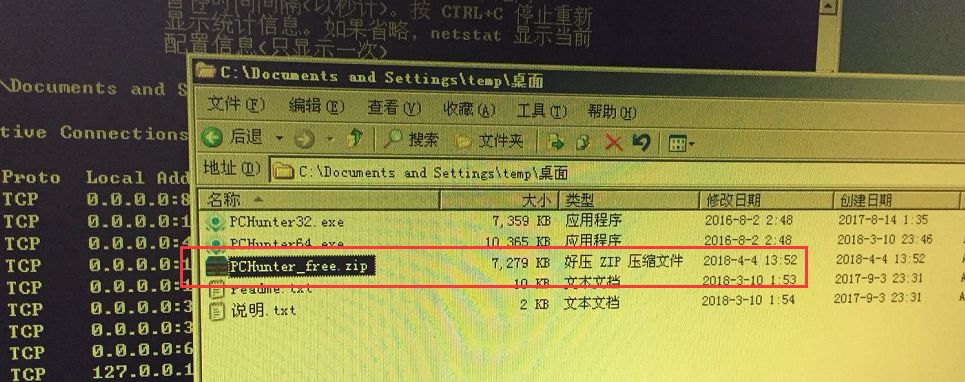 暂停时间间隔(以秒计)。按 CTRL+C 停止重新
显示统计信息。如果省略，netstat 显示当前
配置信息(只显示一次)
\Documents and S
C:\Documents and Settings\temp\桌面
文件(F) 编辑(E) 查看(V) 收藏(A) 工具(T) 帮助(H)
后退 搜索 文件夹
地址(D) C:\Documents and Settings\temp\桌面
tive Connections
名称 大小 类型 修改日期 创建日期
PCHunter32.exe 7,359 KB 应用程序 2016-8-2 2:48 2017-8-14 1:35
PCHunter64.exe 10,365 KB 应用程序 2016-8-2 2:48 2018-3-10 23:46
PCHunter_free.zip 7,279 KB 好压 ZIP 压缩文件 2018-4-4 13:52 2018-4-4 13:52
readme.txt 10 KB 文本文档 2018-3-10 1:53 2017-9-3 23:31
说明.txt 2 KB 文本文档 2018-3-10 1:54 2017-9-3 23:31
Proto Local Add
TCP 0.0.0.0:8
TCP 0.0.0.0:1
TCP 0.0.0.0:4
TCP 0.0.0.0:1
TCP 0.0.0.0:3
TCP 0.0.0.0:3
TCP 0.0.0.0:3
TCP 0.0.0.0:6
TCP 127.0.0.1